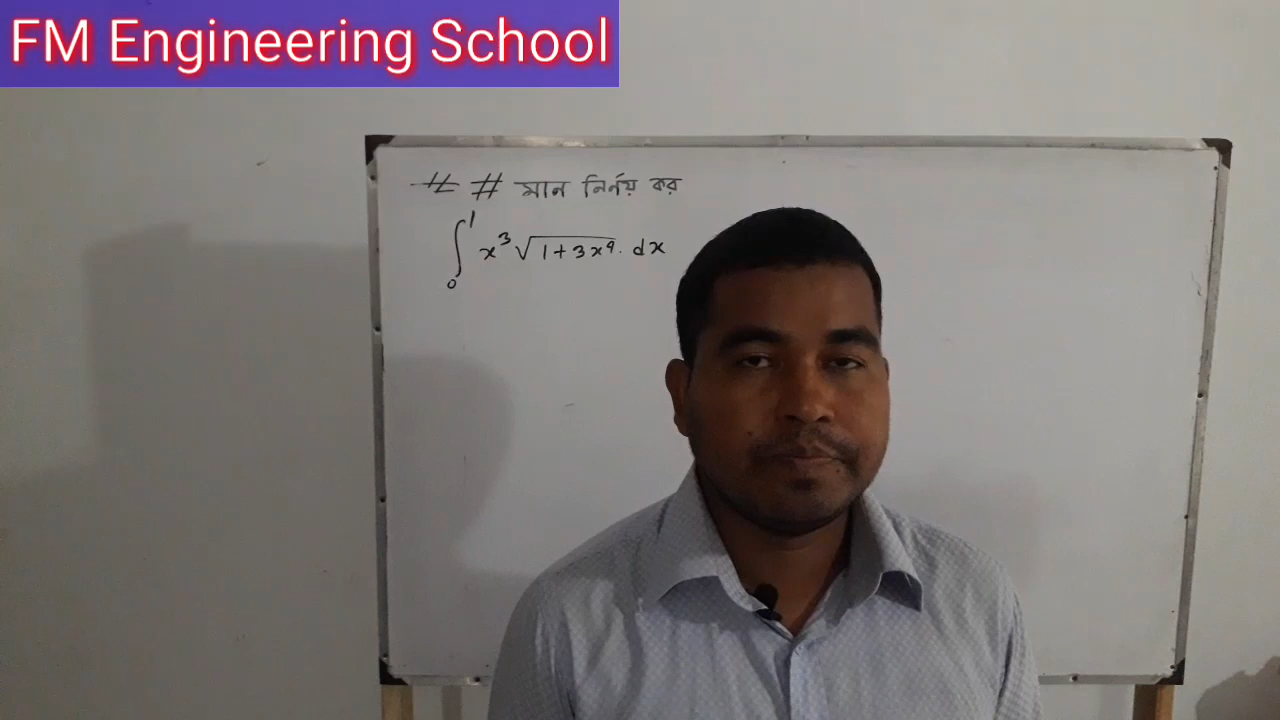 FM Engineering School
# # মান নির্ণয় কর
∫₀¹ x³ √(1+3x⁴) . dx